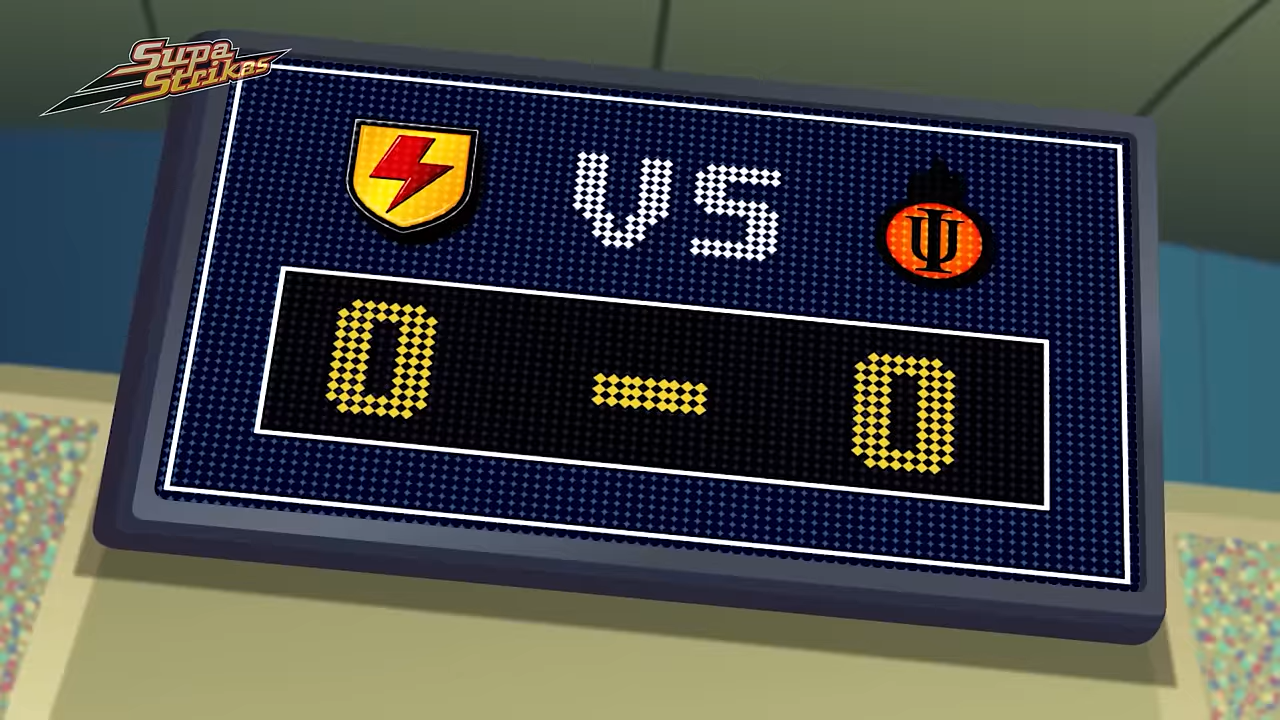 Supa
Strikas
VS
Ψ
0 – 0